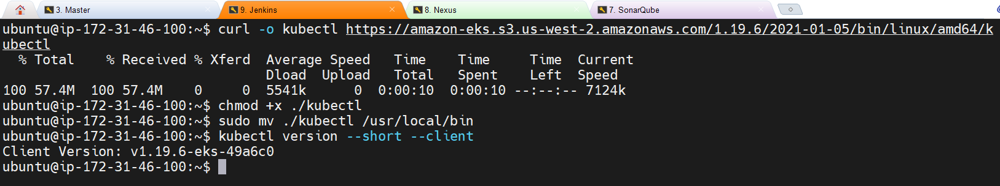 3. Master
9. Jenkins
8. Nexus
7. SonarQube
ubuntu@ip-172-31-46-100:~$ curl -o kubectl https://amazon-eks.s3.us-west-2.amazonaws.com/1.19.6/2021-01-05/bin/linux/amd64/k
ubectl
% Total % Received % Xferd Average Speed Time Time Time Current
Dload Upload Total Spent Left Speed
100 57.4M 100 57.4M 0 0 5541k 0 0:00:10 0:00:10 --:--:-- 7124k
ubuntu@ip-172-31-46-100:~$ chmod +x ./kubectl
ubuntu@ip-172-31-46-100:~$ sudo mv ./kubectl /usr/local/bin
ubuntu@ip-172-31-46-100:~$ kubectl version --short --client
Client Version: v1.19.6-eks-49a6c0
ubuntu@ip-172-31-46-100:~$